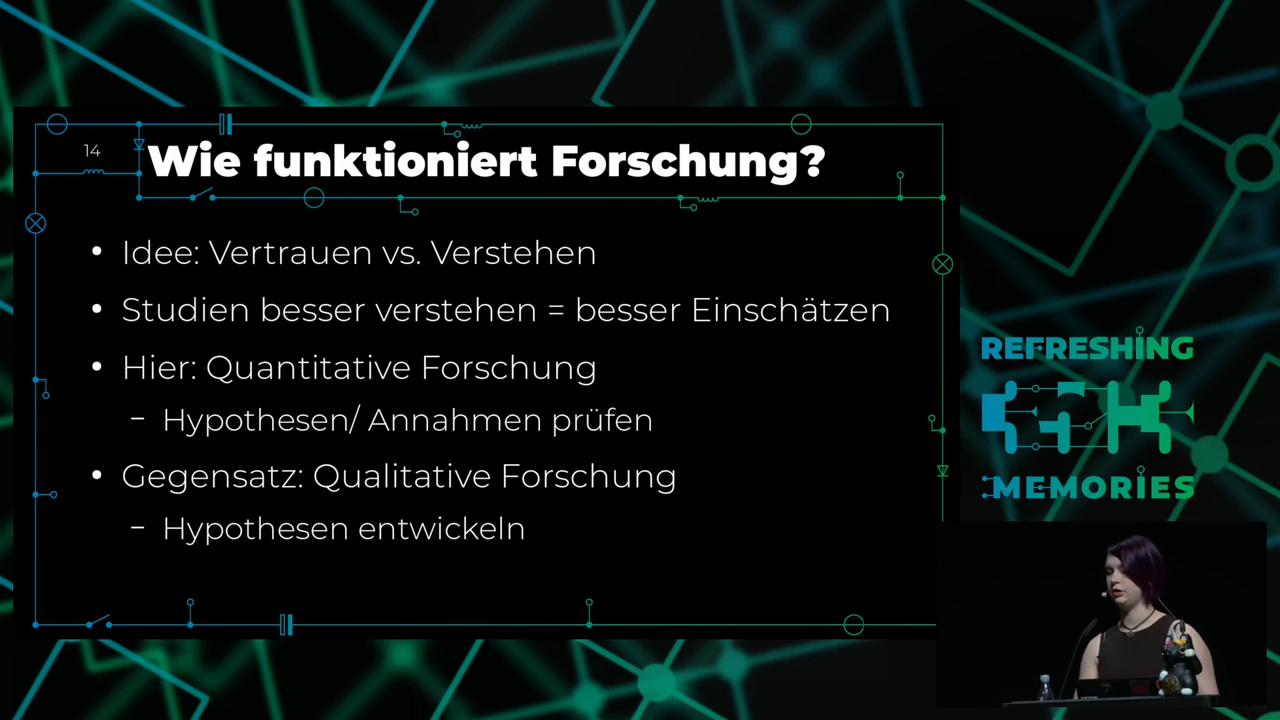 14
Wie funktioniert Forschung?
• Idee: Vertrauen vs. Verstehen
• Studien besser verstehen = besser Einschätzen
• Hier: Quantitative Forschung
– Hypothesen/ Annahmen prüfen
• Gegensatz: Qualitative Forschung
– Hypothesen entwickeln
REFRESHING
35C3
MEMORIES